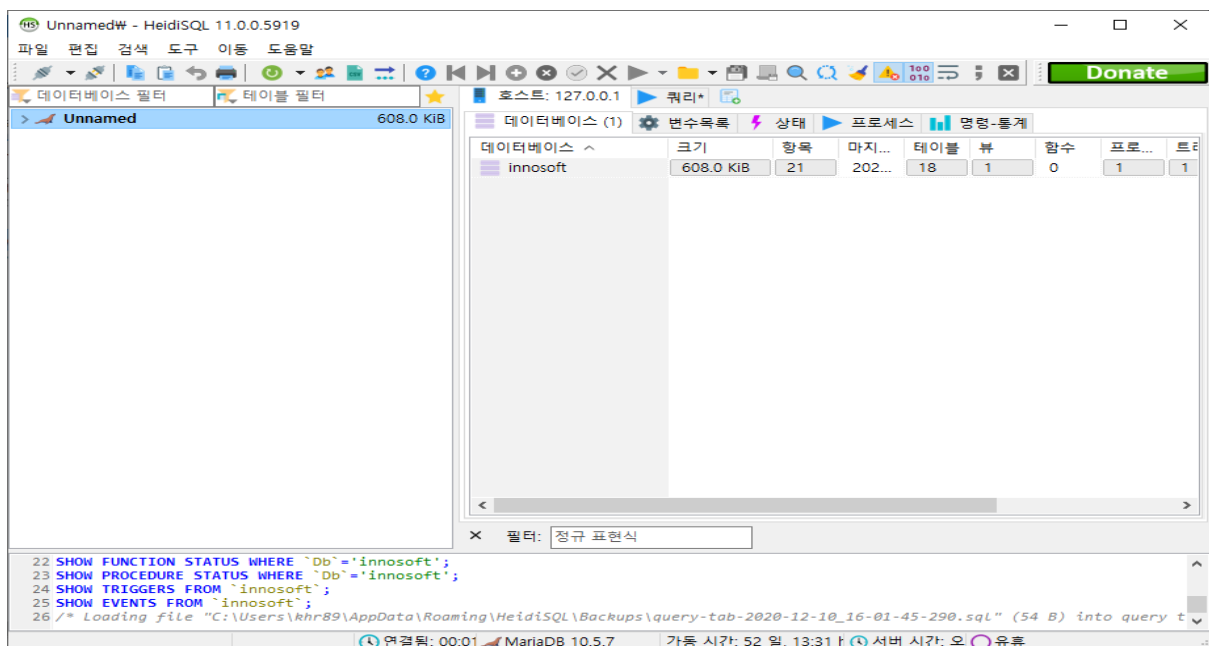 Unnamed₩ - HeidiSQL 11.0.0.5919
파일 편집 검색 도구 이동 도움말
Donate
데이터베이스 필터 테이블 필터 호스트: 127.0.0.1 쿼리*
Unnamed 608.0 KiB
데이터베이스 (1) 변수목록 상태 프로세스 명령-통계
데이터베이스 크기 항목 마지... 테이블 뷰 함수 프로... 트리
innosoft 608.0 KiB 21 202... 18 1 0 1 1
필터: 정규 표현식
22 SHOW FUNCTION STATUS WHERE `Db`='innosoft';
23 SHOW PROCEDURE STATUS WHERE `Db`='innosoft';
24 SHOW TRIGGERS FROM `innosoft`;
25 SHOW EVENTS FROM `innosoft`;
26 /* Loading file "C:\Users\khr89\AppData\Roaming\HeidiSQL\Backups\query-tab-2020-12-10_16-01-45-290.sql" (54 B) into query t
연결됨: 00:01 MariaDB 10.5.7 가동 시간: 52 일, 13:31 서버 시간: 오 유휴